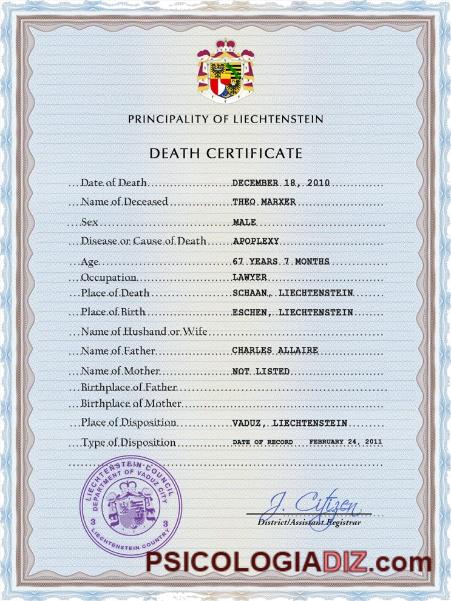 PRINCIPALITY OF LIECHTENSTEIN
DEATH CERTIFICATE
Date of Death DECEMBER 18, 2010
Name of Deceased THEO MARXER
Sex MALE
Disease or Cause of Death APOPLEXY
Age 67 YEARS 7 MONTHS
Occupation LAWYER
Place of Death SCHAAN, LIECHTENSTEIN
Place of Birth ESCHEN, LIECHTENSTEIN
Name of Husband or Wife
Name of Father CHARLES ALLAIRE
Name of Mother NOT LISTED
Birthplace of Father
Birthplace of Mother
Place of Disposition VADUZ, LIECHTENSTEIN
Type of Disposition DATE OF RECORD FEBRUARY 24, 2011
LIECHTENSTEIN COUNCIL
DEPARTMENT OF VADUZ CITY
3 3
LIECHTENSTEIN COUNTRY
J. Citizen
District/Assistant Registrar
PSICOLOGIADIZ.com